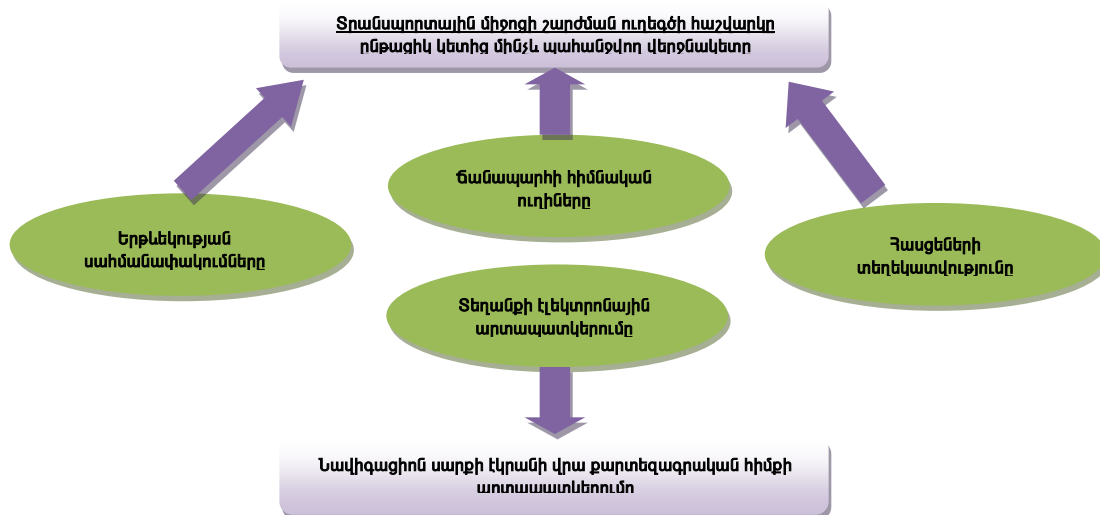 Տրանսպորտային միջոցի շարժման ուղեգծի հաշվարկը
ընթացիկ կետից մինչև պահանջվող վերջնակետը
Ճանապարհի հիմնական
ուղիները
Երթևեկության
սահմանափակումները
Հասցեների
տեղեկատվությունը
Տեղանքի էլեկտրոնային
արտապատկերումը
Նավիգացիոն սարքի էկրանի վրա քարտեզագրական հիմքի
արտապատկերումը